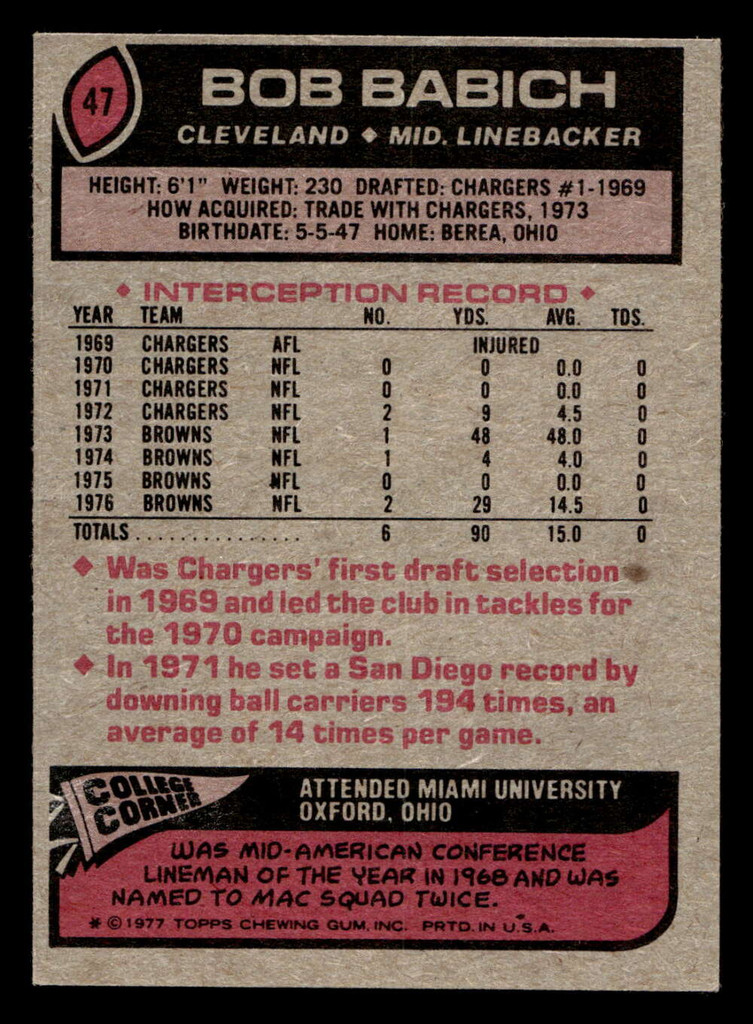 47
BOB BABICH
CLEVELAND ◆ MID. LINEBACKER
HEIGHT: 6'1" WEIGHT: 230 DRAFTED: CHARGERS #1-1969
HOW ACQUIRED: TRADE WITH CHARGERS, 1973
BIRTHDATE: 5-5-47 HOME: BEREA, OHIO
◆ INTERCEPTION RECORD ◆
YEAR TEAM NO. YDS. AVG. TDS.
1969 CHARGERS AFL INJURED
1970 CHARGERS NFL 0 0 0.0 0
1971 CHARGERS NFL 0 0 0.0 0
1972 CHARGERS NFL 2 9 4.5 0
1973 BROWNS NFL 1 48 48.0 0
1974 BROWNS NFL 1 4 4.0 0
1975 BROWNS NFL 0 0 0.0 0
1976 BROWNS NFL 2 29 14.5 0
TOTALS................ 6 90 15.0 0
◆ Was Chargers' first draft selection
in 1969 and led the club in tackles for
the 1970 campaign.
◆ In 1971 he set a San Diego record by
downing ball carriers 194 times, an
average of 14 times per game.
COLLEGE
CORNER
ATTENDED MIAMI UNIVERSITY
OXFORD, OHIO
WAS MID-AMERICAN CONFERENCE
LINEMAN OF THE YEAR IN 1968 AND WAS
NAMED TO MAC SQUAD TWICE.
* © 1977 TOPPS CHEWING GUM, INC. PRTD. IN U.S.A.